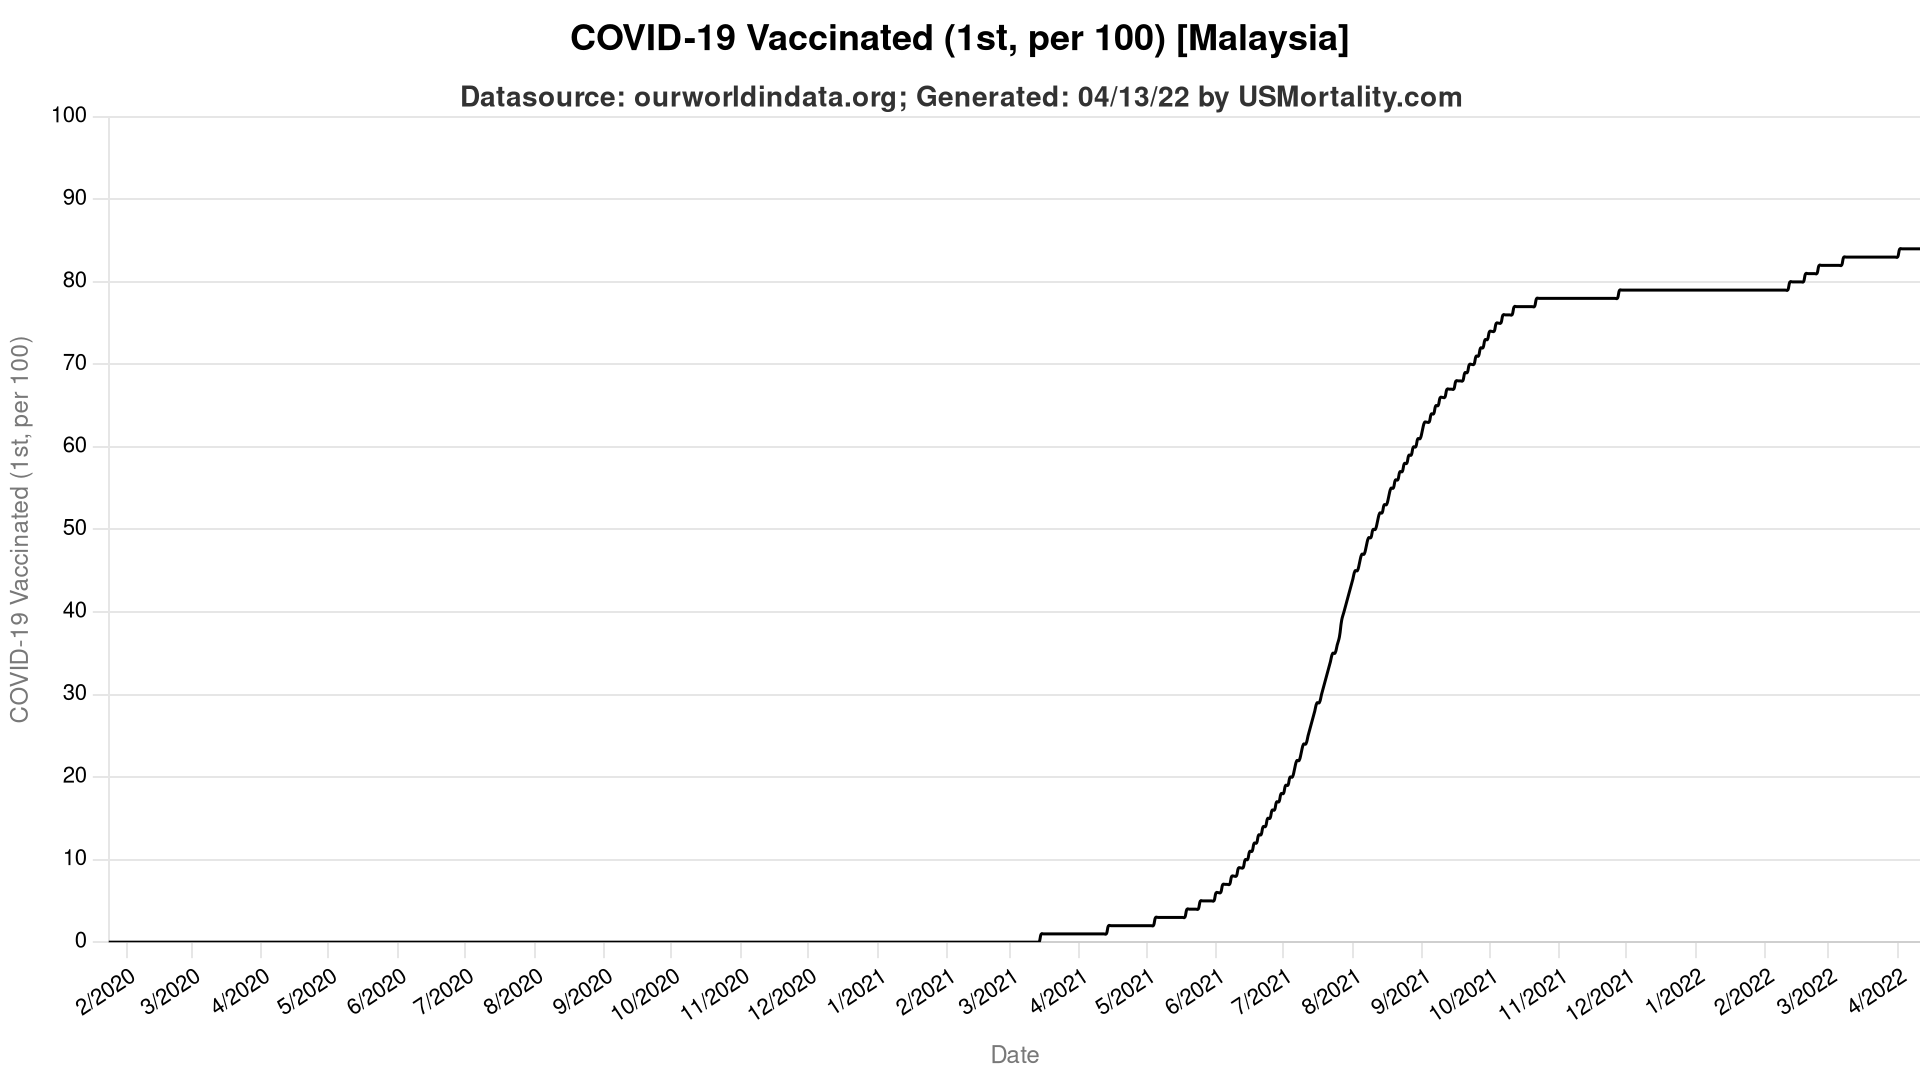 COVID-19 Vaccinated (1st, per 100) [Malaysia]
Datasource: ourworldindata.org; Generated: 04/13/22 by USMortality.com
COVID-19 Vaccinated (1st, per 100)
100
90
80
70
60
50
40
30
20
10
0
2/2020 3/2020 4/2020 5/2020 6/2020 7/2020 8/2020 9/2020 10/2020 11/2020 12/2020 1/2021 2/2021 3/2021 4/2021 5/2021 6/2021 7/2021 8/2021 9/2021 10/2021 11/2021 12/2021 1/2022 2/2022 3/2022 4/2022
Date